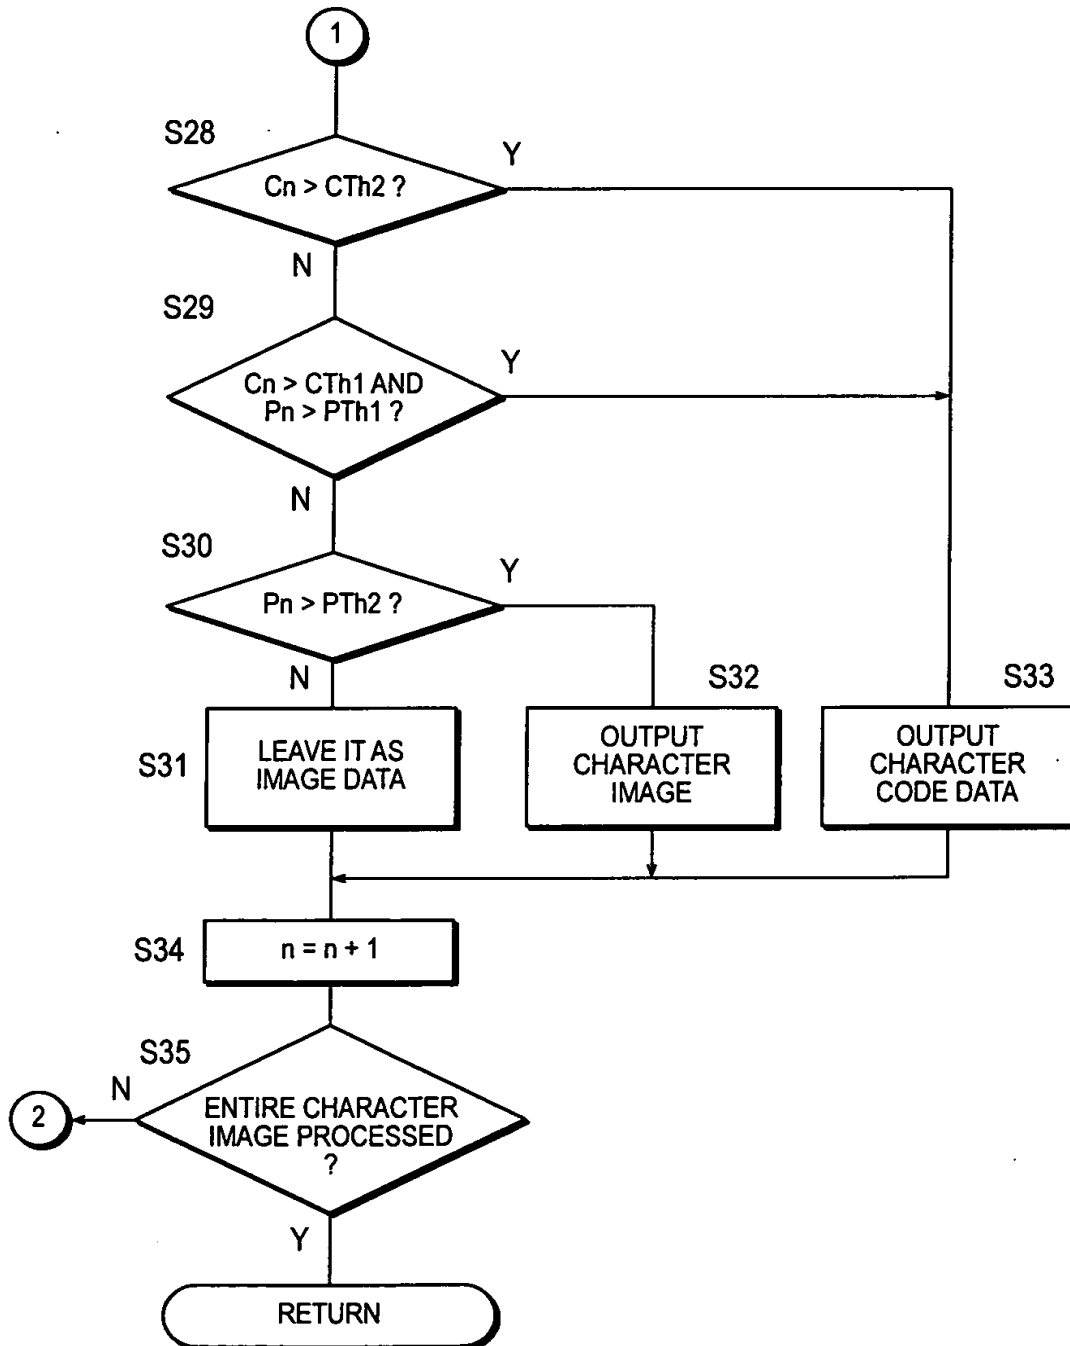 1
S28
Y
Cn > CTh2 ?
N
S29
Y
Cn > CTh1 AND
Pn > PTh1 ?
N
S30
Y
Pn > PTh2 ?
N
S32
S33
S31
LEAVE IT AS
IMAGE DATA
OUTPUT
CHARACTER
IMAGE
OUTPUT
CHARACTER
CODE DATA
S34
n = n + 1
S35
N
2
ENTIRE CHARACTER
IMAGE PROCESSED
?
Y
RETURN